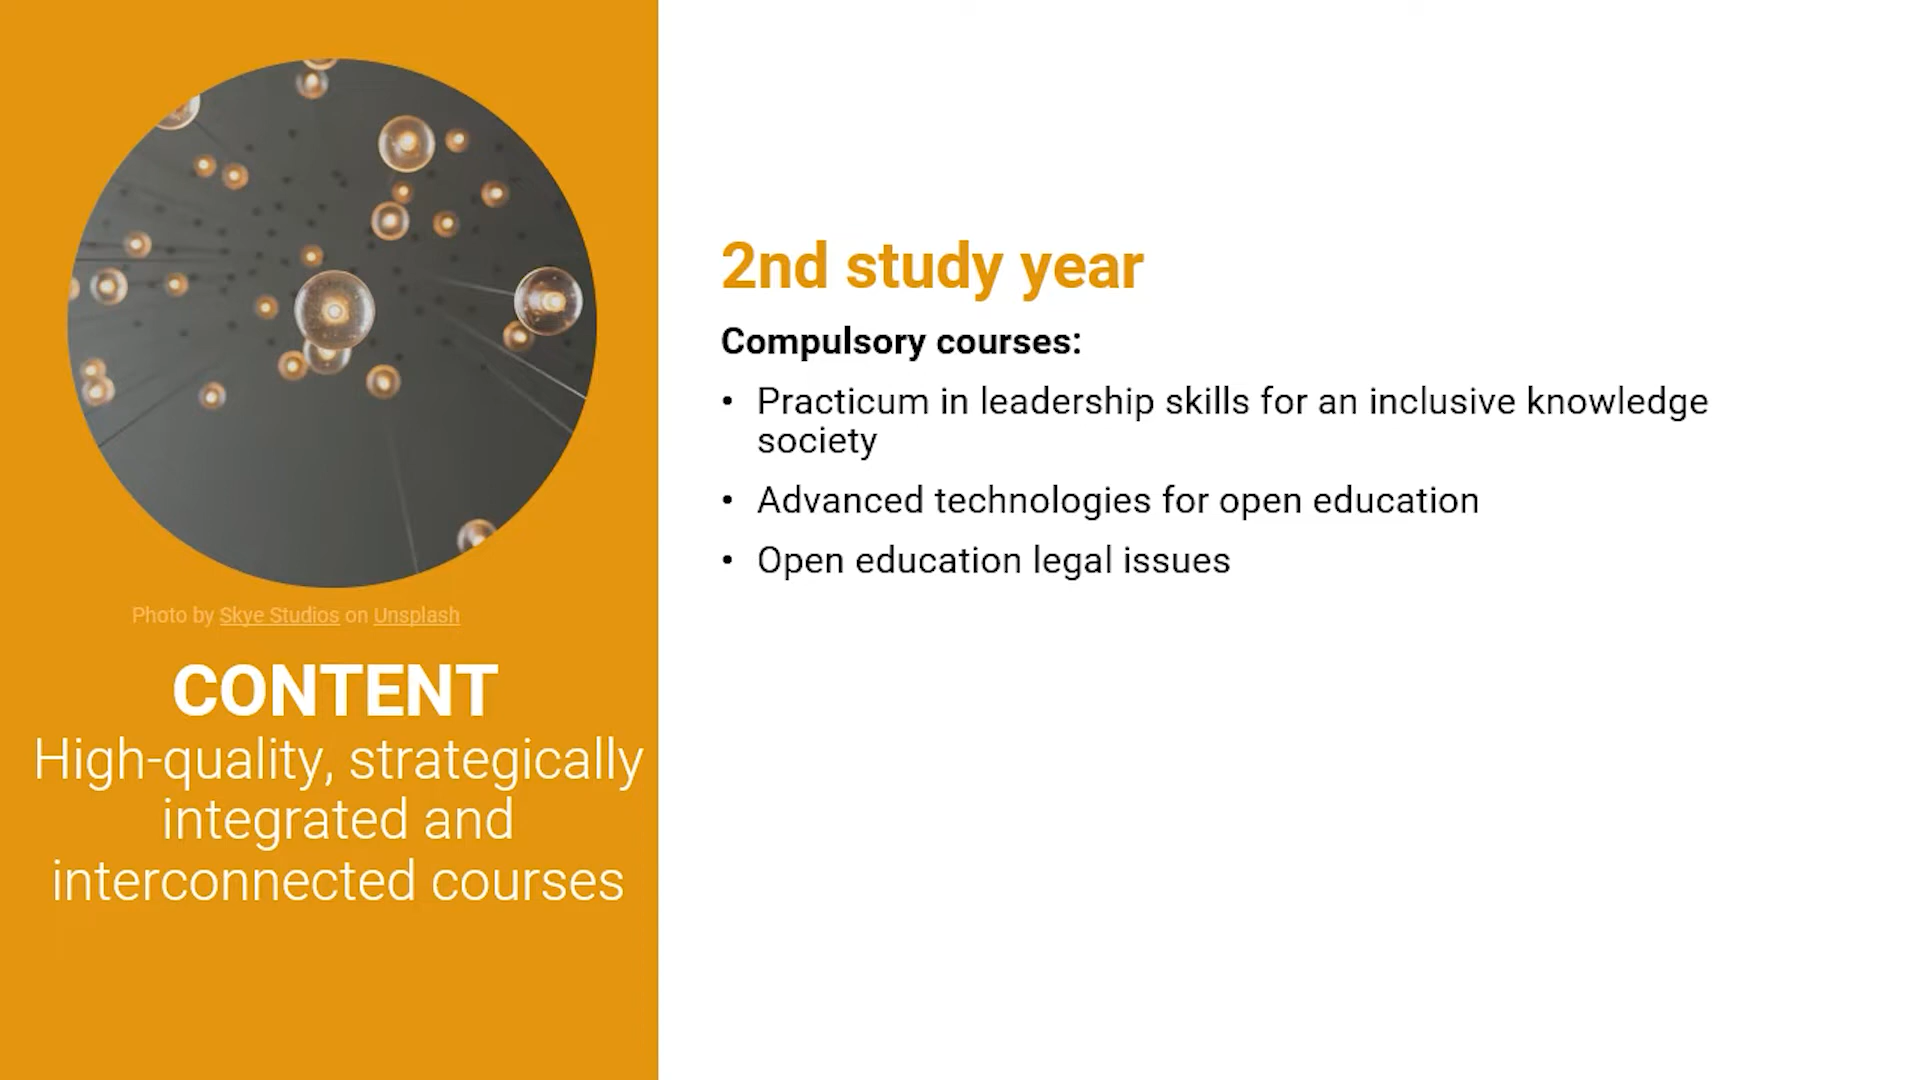 Photo by Skye Studios on Unsplash
CONTENT
High-quality, strategically
integrated and
interconnected courses
2nd study year
Compulsory courses:
• Practicum in leadership skills for an inclusive knowledge
society
• Advanced technologies for open education
• Open education legal issues